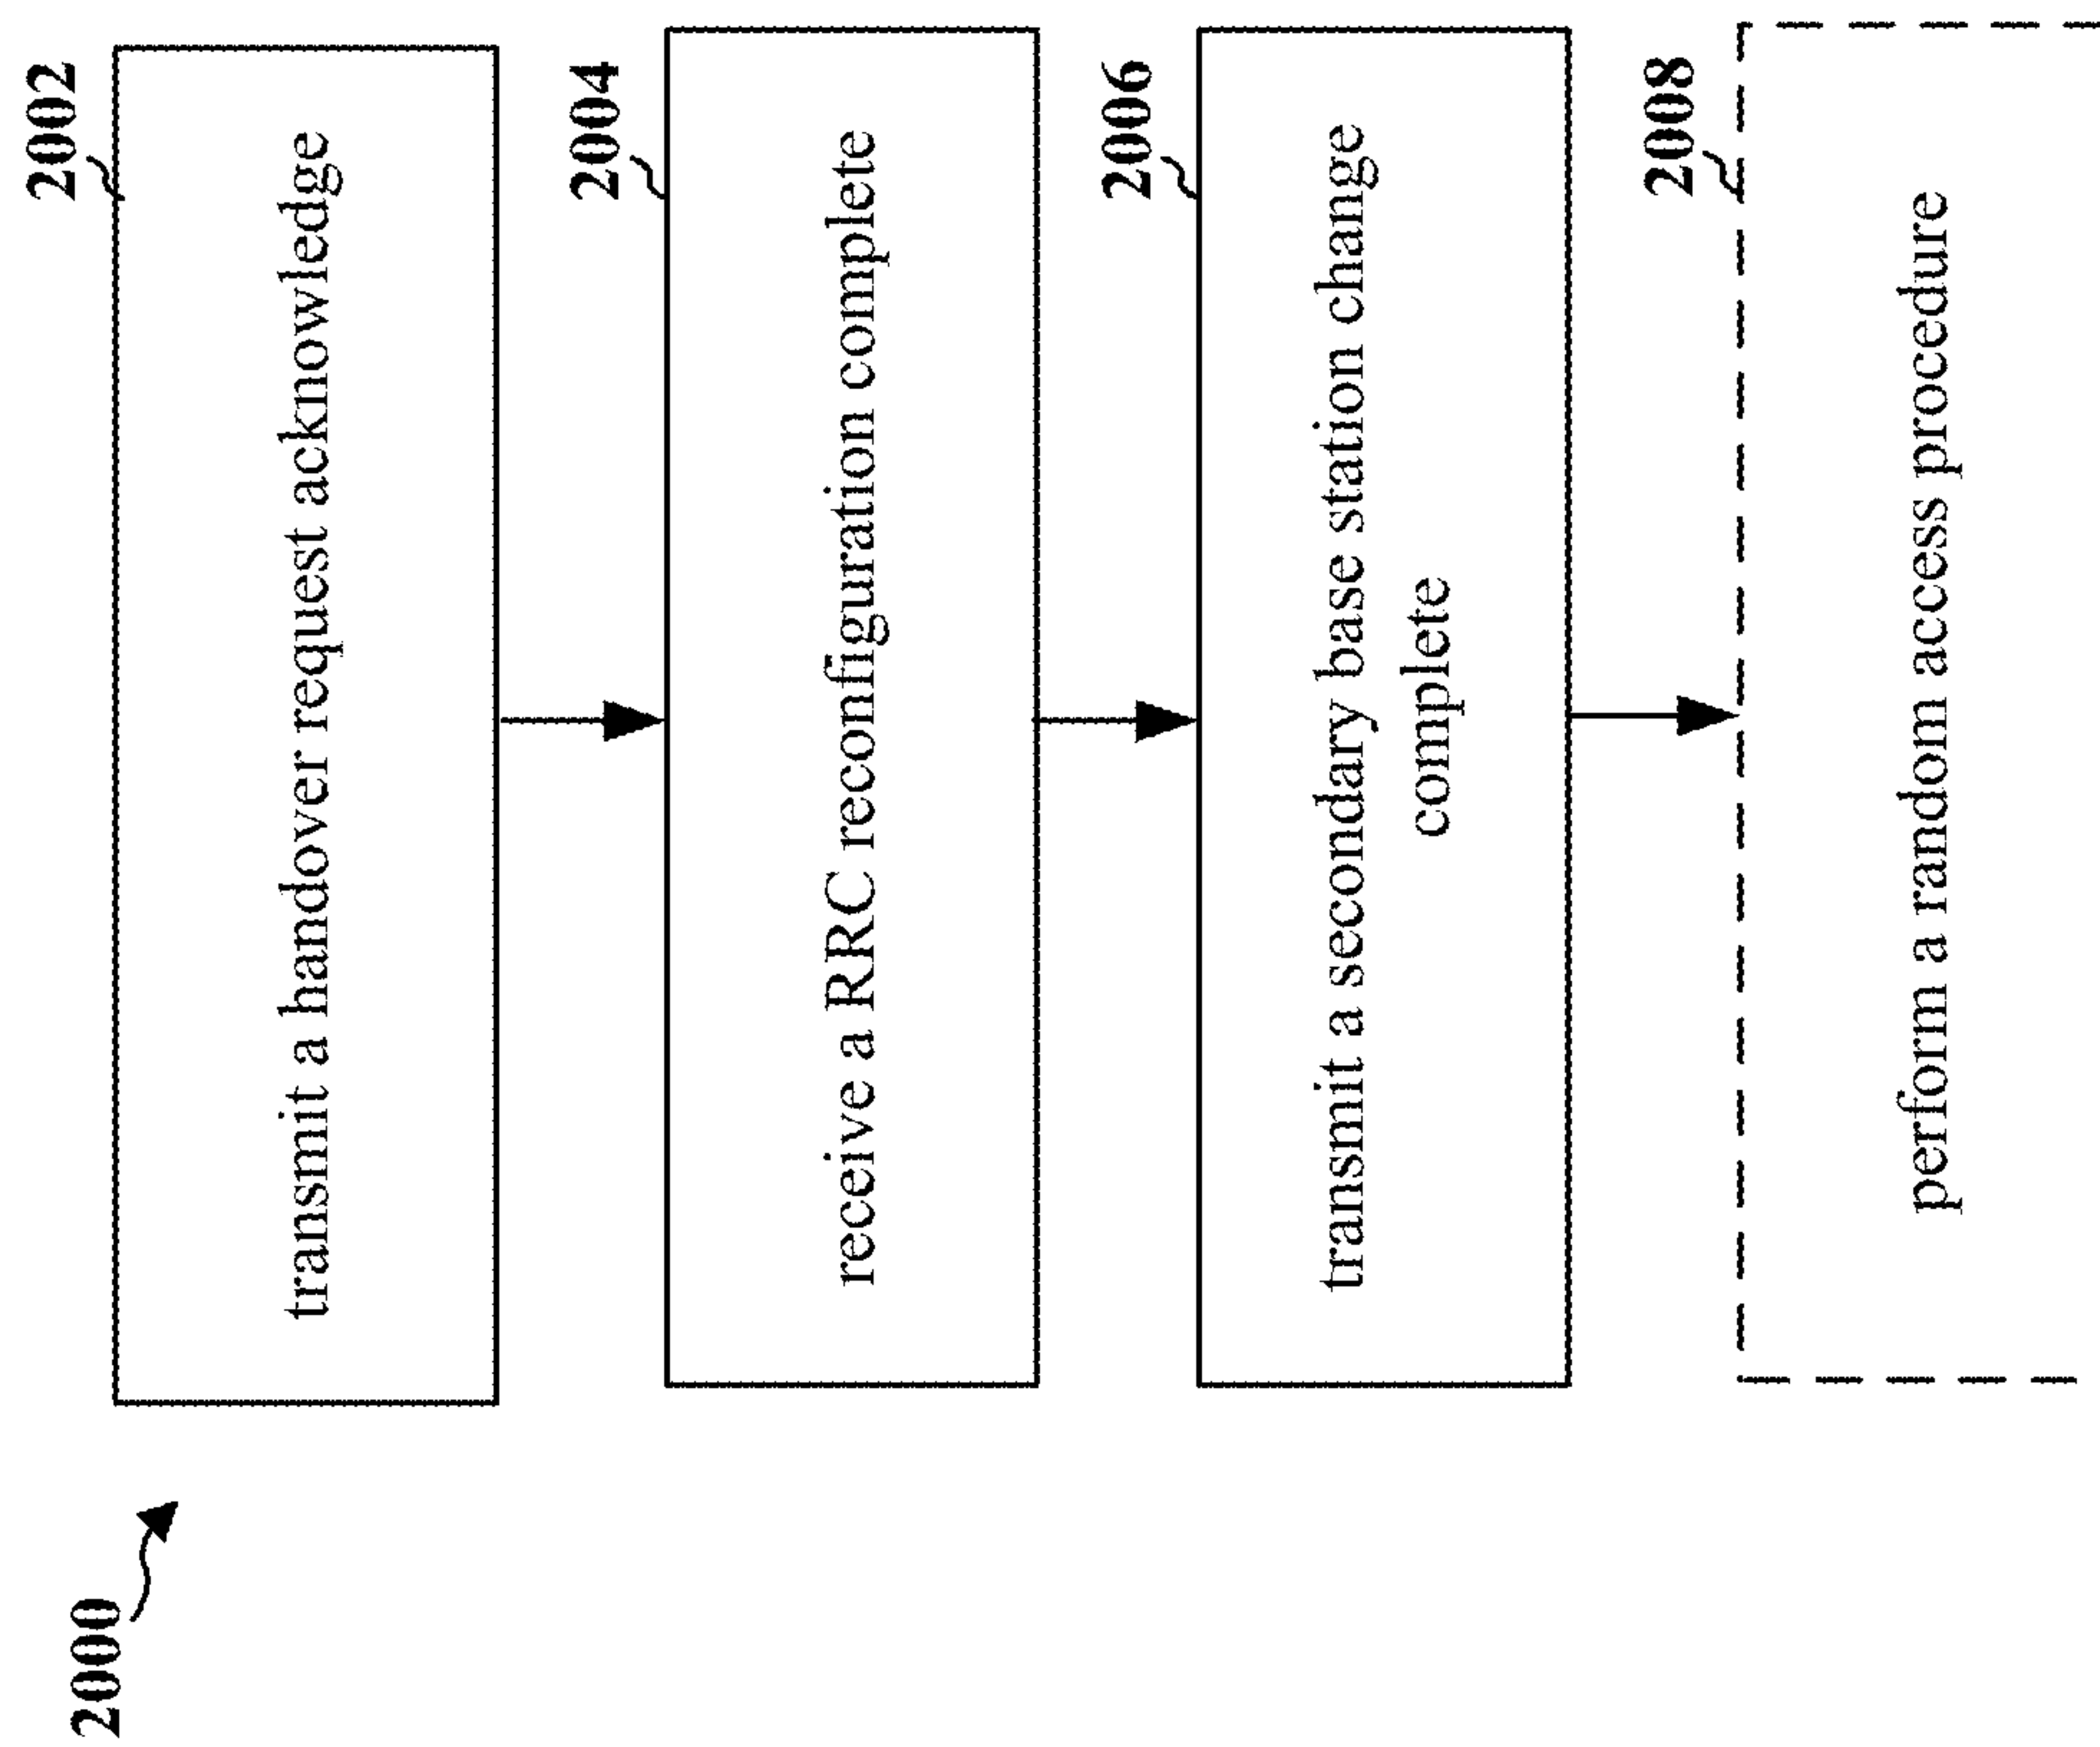 2000
2002
transmit a handover request acknowledge
2004
receive a RRC reconfiguration complete
2006
transmit a secondary base station change
complete
2008
perform a random access procedure